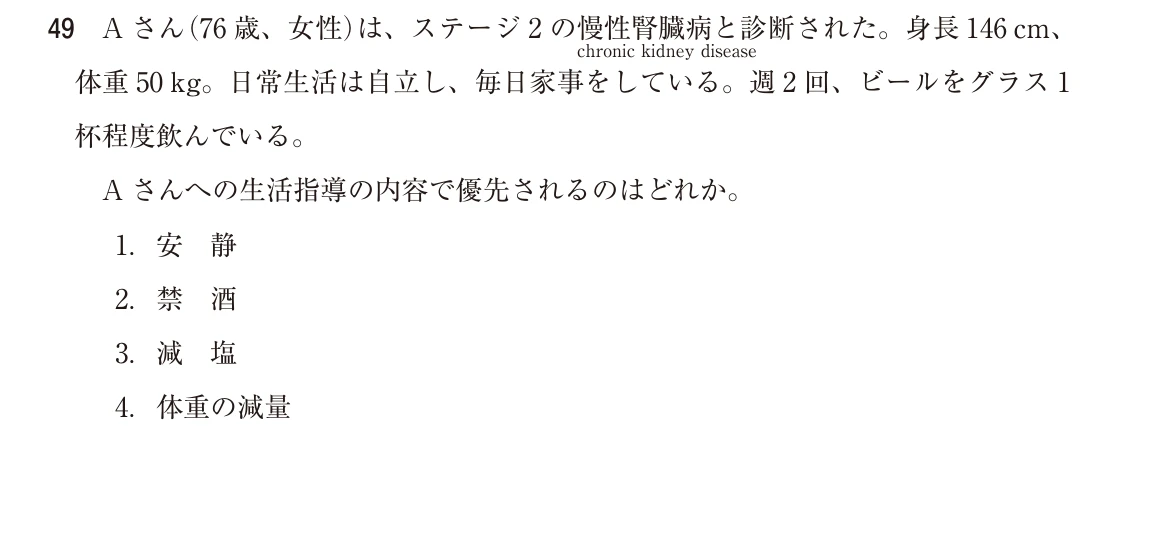 49 Aさん(76歳、女性)は、ステージ2の慢性腎臓病と診断された。身長146 cm、
chronic kidney disease
体重50 kg。日常生活は自立し、毎日家事をしている。週2回、ビールをグラス1
杯程度飲んでいる。
Aさんへの生活指導の内容で優先されるのはどれか。
1. 安 静
2. 禁 酒
3. 減 塩
4. 体重の減量